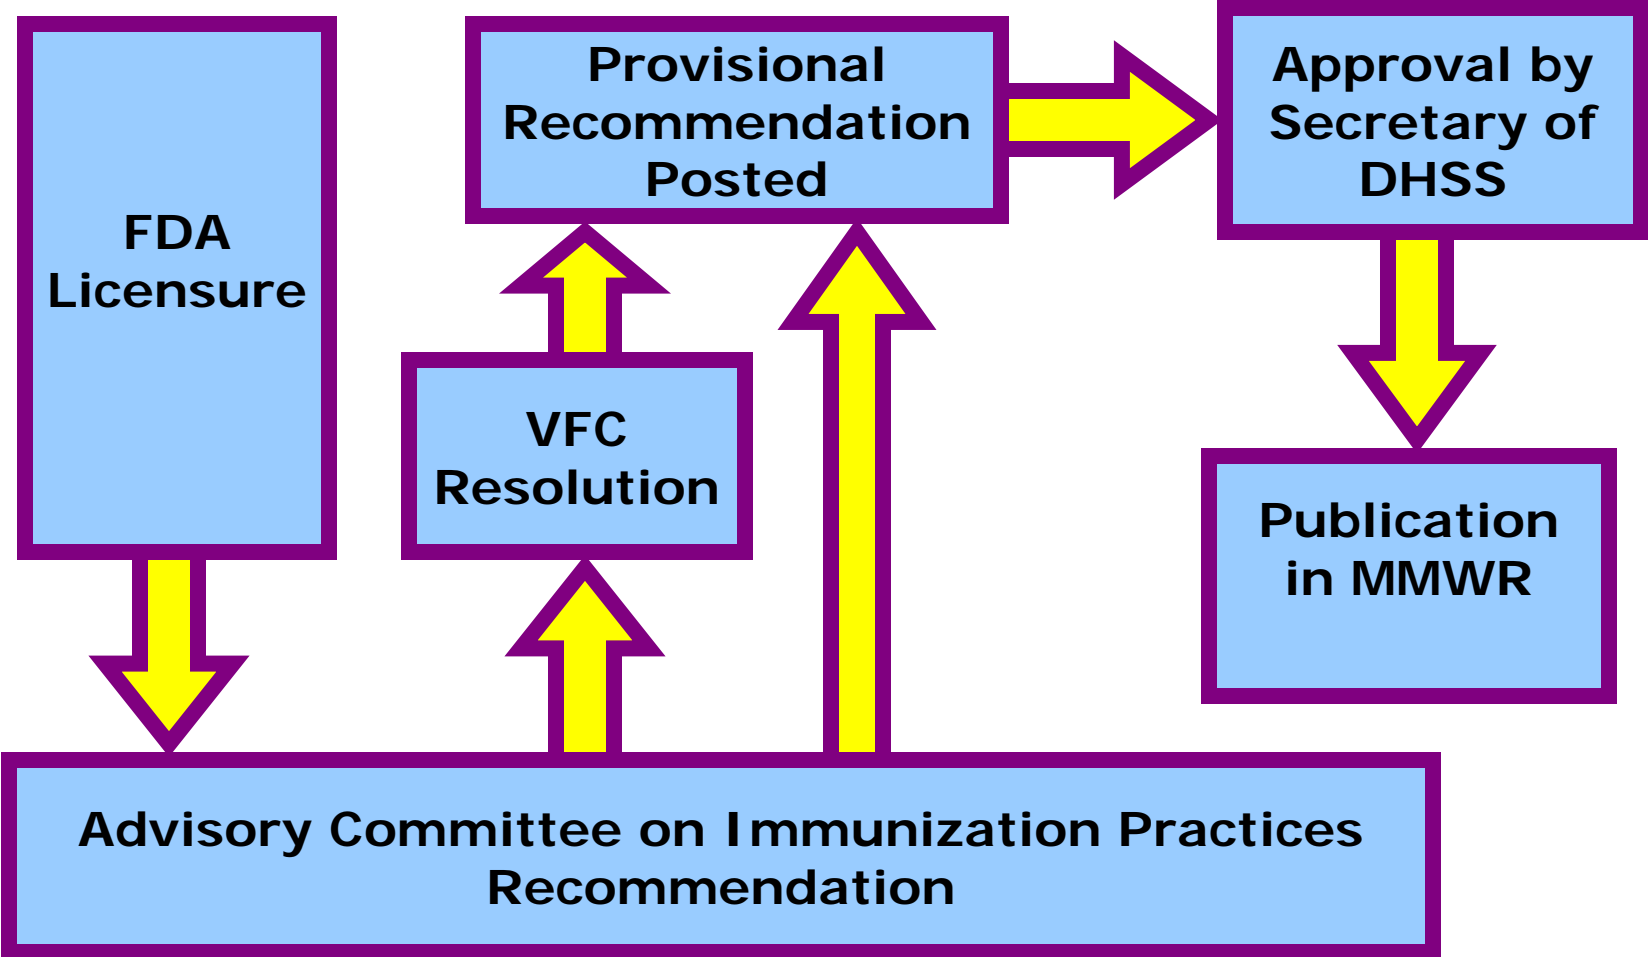 FDA
Licensure
Provisional
Recommendation
Posted
Approval by
Secretary of
DHSS
VFC
Resolution
Publication
in MMWR
Advisory Committee on Immunization Practices
Recommendation